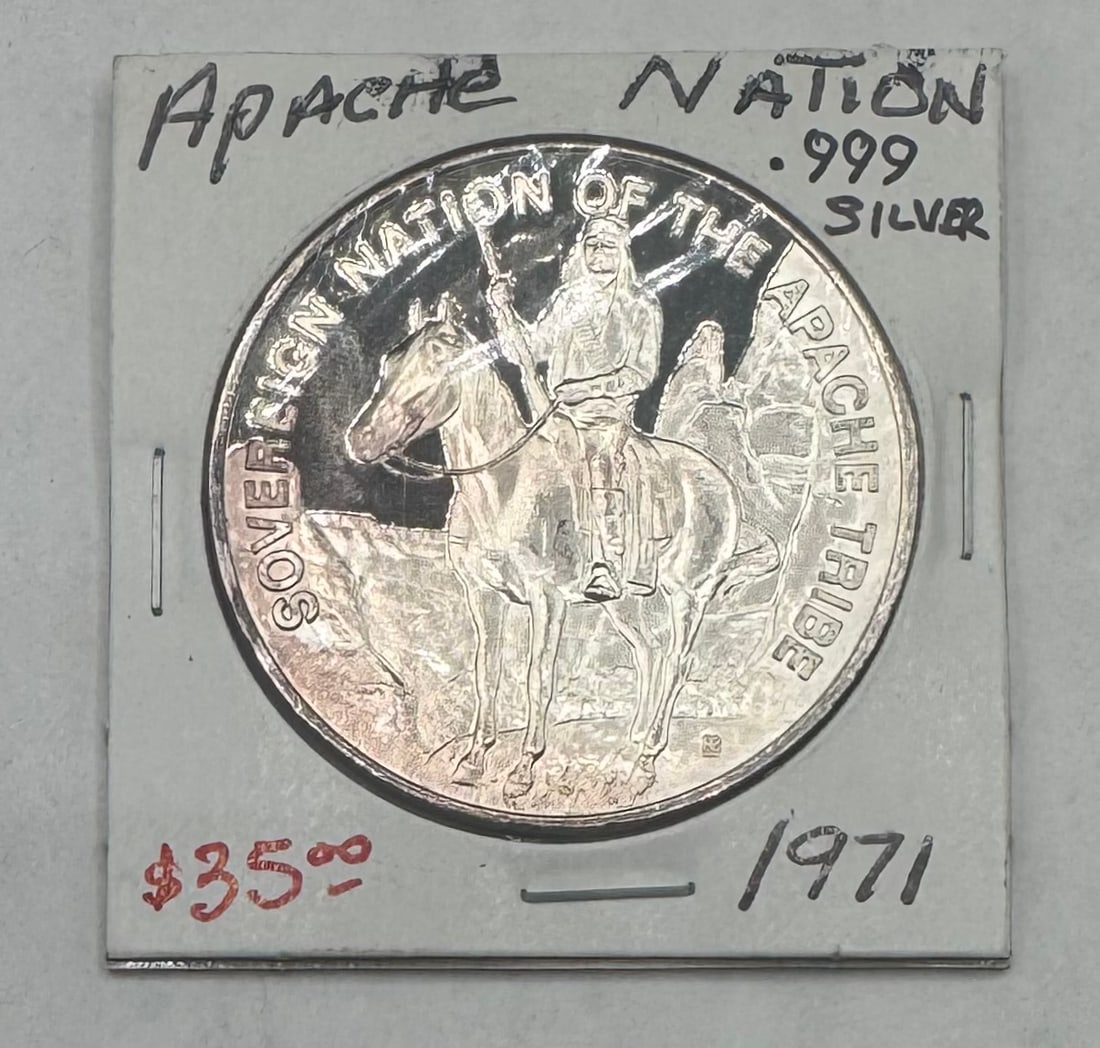 APACHE NATION
.999
SILVER
SOVEREIGN NATION OF THE APACHE TRIBE
$35.00
1971